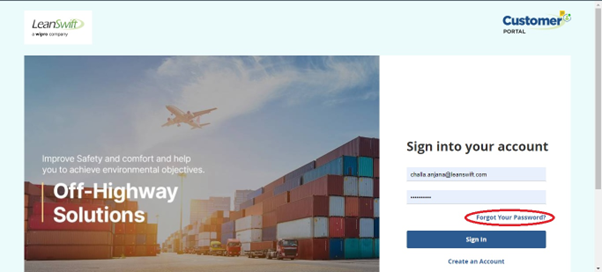 LeanSwift
a wipro company
Customer
PORTAL
Improve Safety and comfort and help
you to achieve environmental objectives.
Off-Highway
Solutions
Sign into your account
challa.anjana@leanswift.com
••••••••••
Forgot Your Password?
Sign In
Create an Account